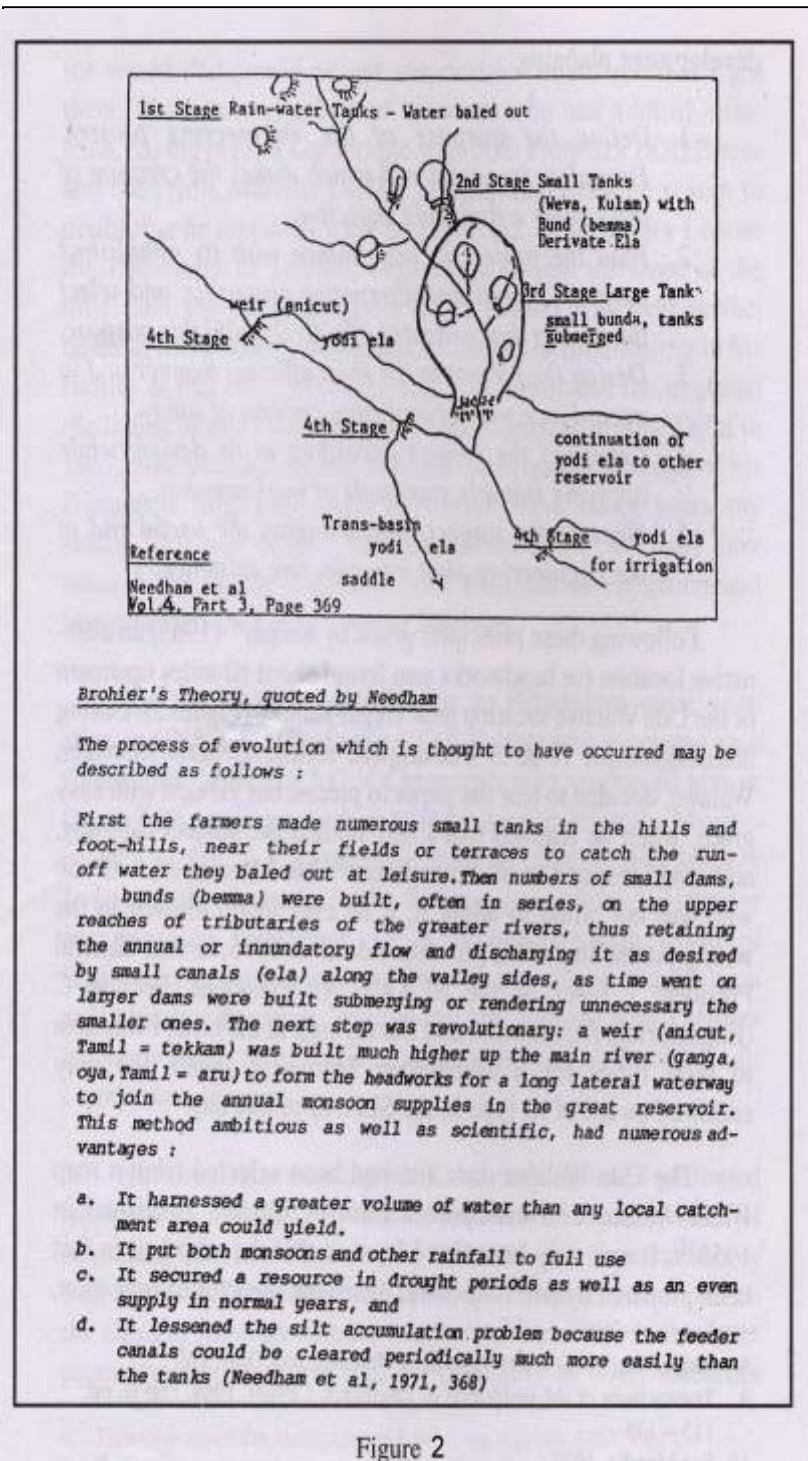 1st Stage Rain-water Tanks - Water baled out
2nd Stage Small Tanks
(Weva, Kulam) with
Bund (bemma)
Derivate Ela
3rd Stage Large Tank
small bunds, tanks
submerged
weir (anicut)
4th Stage
yodi ela
4th Stage
continuation of
yodi ela to other
reservoir
Trans-basin
yodi ela
saddle
4th Stage yodi ela
for irrigation
Reference
Needham et al
Vol.4, Part 3, Page 369
Brohier's Theory, quoted by Needham
The process of evolution which is thought to have occurred may be
described as follows :
First the farmers made numerous small tanks in the hills and
foot-hills, near their fields or terraces to catch the run-
off water they baled out at leisure.Then numbers of small dams,
bunds (bemma) were built, often in series, on the upper
reaches of tributaries of the greater rivers, thus retaining
the annual or innundatory flow and discharging it as desired
by small canals (ela) along the valley sides, as time went on
larger dams were built submerging or rendering unnecessary the
smaller ones. The next step was revolutionary: a weir (anicut,
Tamil = tekkam) was built much higher up the main river (ganga,
oya, Tamil = aru) to form the headworks for a long lateral waterway
to join the annual monsoon supplies in the great reservoir.
This method ambitious as well as scientific, had numerous ad-
vantages :
a. It harnessed a greater volume of water than any local catch-
ment area could yield.
b. It put both monsoons and other rainfall to full use
c. It secured a resource in drought periods as well as an even
supply in normal years, and
d. It lessened the silt accumulation problem because the feeder
canals could be cleared periodically much more easily than
the tanks (Needham et al, 1971, 368)
Figure 2